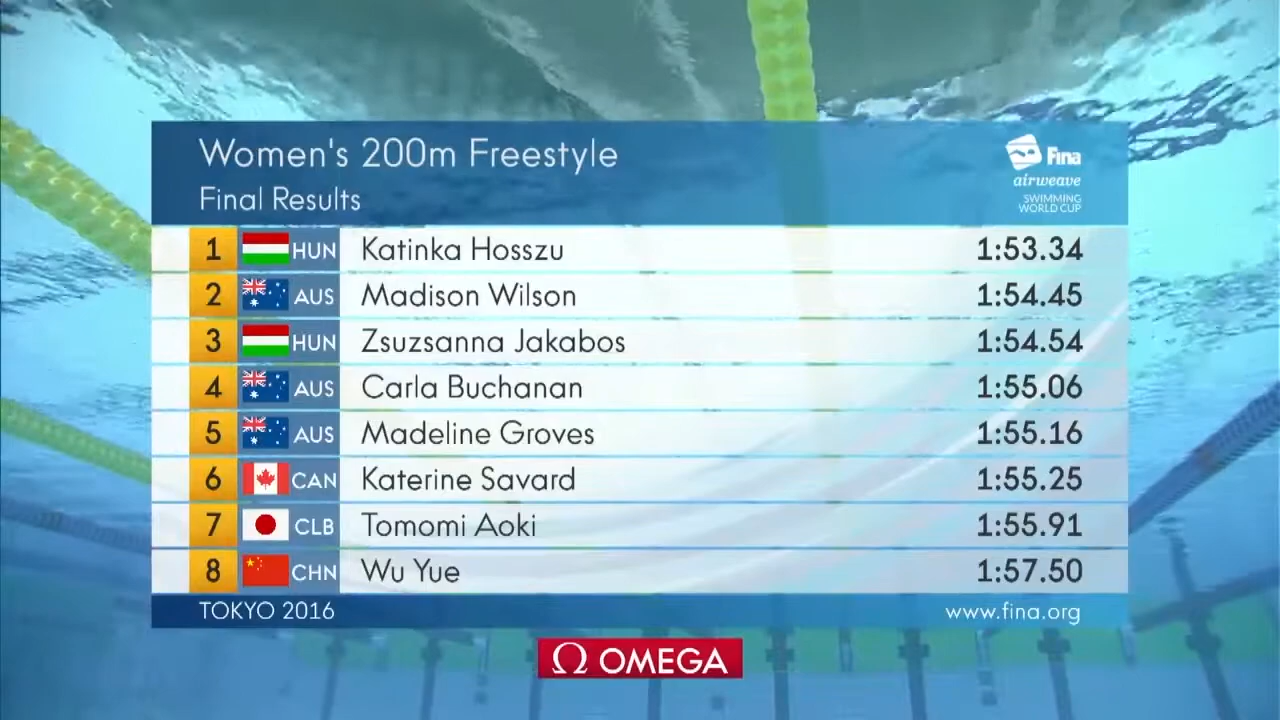 Women's 200m Freestyle
Final Results
Fina
airweave
SWIMMING
WORLD CUP
1 HUN Katinka Hosszu 1:53.34
2 AUS Madison Wilson 1:54.45
3 HUN Zsuzsanna Jakabos 1:54.54
4 AUS Carla Buchanan 1:55.06
5 AUS Madeline Groves 1:55.16
6 CAN Katerine Savard 1:55.25
7 CLB Tomomi Aoki 1:55.91
8 CHN Wu Yue 1:57.50
TOKYO 2016 www.fina.org
Ω OMEGA